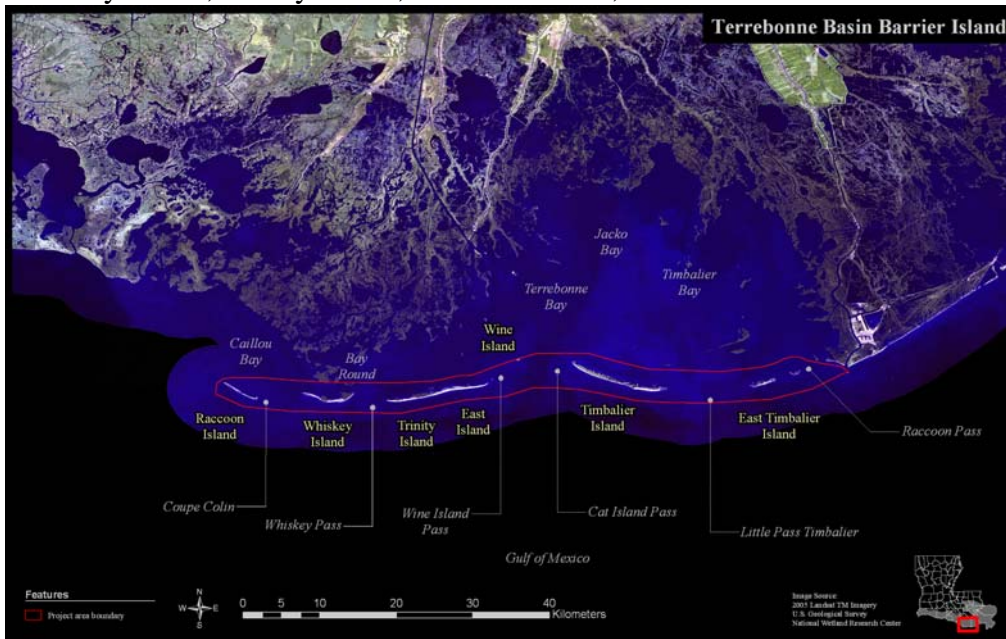 Terrebonne Basin Barrier Island
Jacko
Bay
Timbalier
Bay
Terrebonne
Bay
Wine
Island
Caillou
Bay
Bay
Round
Raccoon
Island
Whiskey
Island
Trinity
Island
East
Island
Timbalier
Island
East Timbalier
Island
Raccoon Pass
Coupe Colin
Whiskey Pass
Wine Island
Pass
Cat Island Pass
Little Pass Timbalier
Gulf of Mexico
Features
Project area boundary
N
W
E
S
0 5 10 20 30 40
Kilometers
Image Source:
2005 Landsat TM Imagery
U.S. Geological Survey
National Wetland Research Center